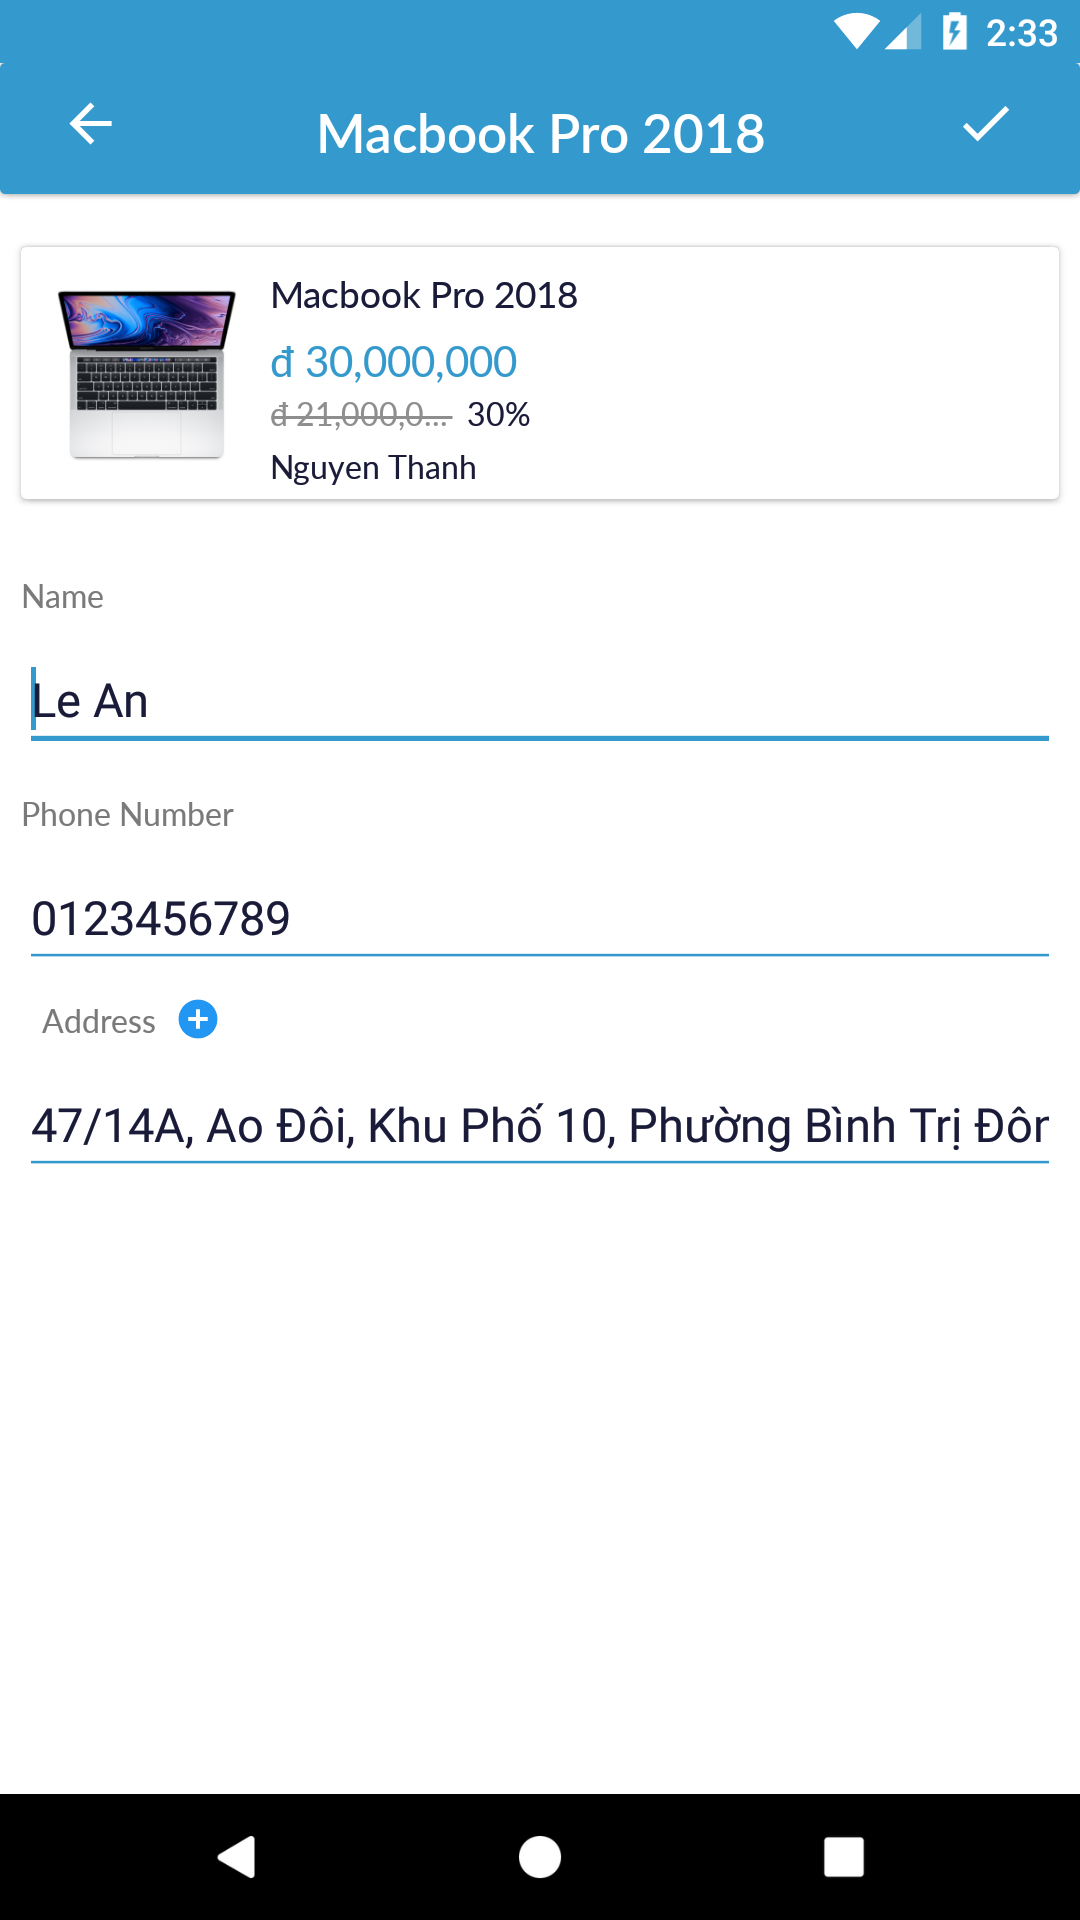 2:33
Macbook Pro 2018
Macbook Pro 2018
đ 30,000,000
đ 21,000,0... 30%
Nguyen Thanh
Name
Le An
Phone Number
0123456789
Address
47/14A, Ao Đôi, Khu Phố 10, Phường Bình Trị